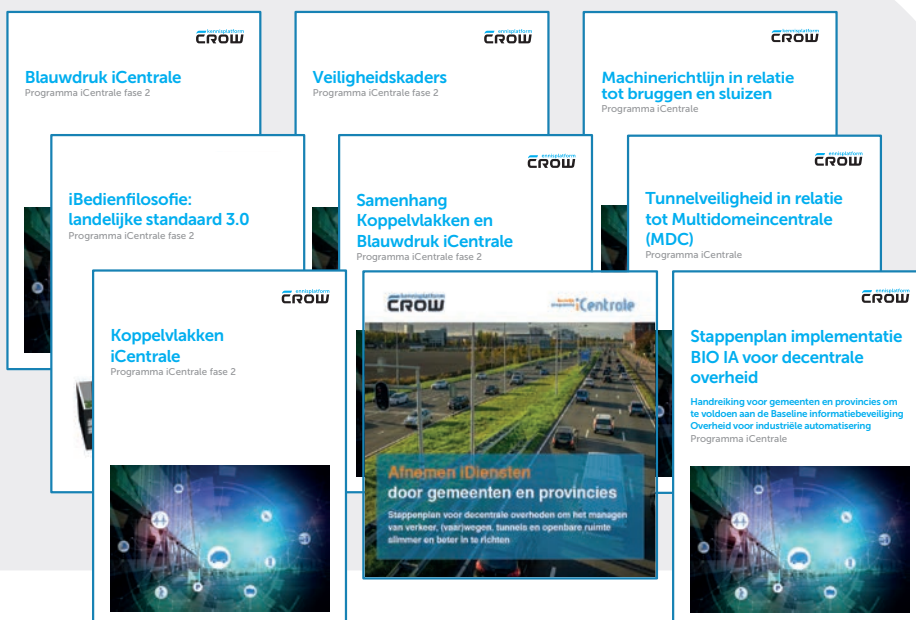 kennisplatform
CROW
Blauwdruk iCentrale
Programma iCentrale fase 2
kennisplatform
CROW
Veiligheidskaders
Programma iCentrale fase 2
kennisplatform
CROW
Machinerichtlijn in relatie
tot bruggen en sluizen
Programma iCentrale
iBedienfilosofie:
landelijke standaard 3.0
Programma iCentrale fase 2
ennisplatform
CROW
Samenhang
Koppelvlakken en
Blauwdruk iCentrale
Programma iCentrale fase 2
ennisplatform
CROW
Tunnelveiligheid in relatie
tot Multidomeincentrale
(MDC)
Programma iCentrale
ennisplatform
CROW
Koppelvlakken
iCentrale
Programma iCentrale fase 2
kennisplatform
CROW
programma iCentrale
Afnemen iDiensten
door gemeenten en provincies
Stappenplan voor decentrale overheden om het managen
van verkeer, (vaar)wegen, tunnels en openbare ruimte
slimmer en beter in te richten
ennisplatform
CROW
Stappenplan implementatie
BIO IA voor decentrale
overheid
Handreiking voor gemeenten en provincies om
te voldoen aan de Baseline informatiebeveiliging
Overheid voor industriële automatisering
Programma iCentrale